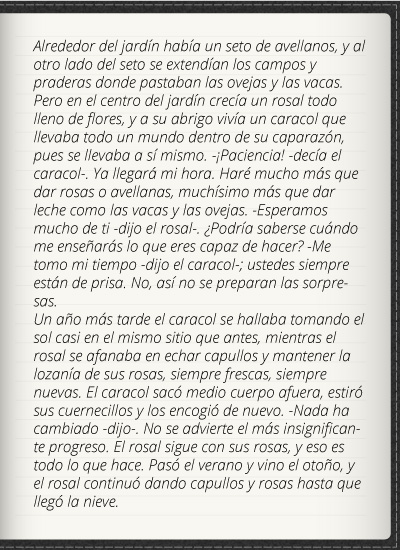 Alrededor del jardín había un seto de avellanos, y al
otro lado del seto se extendían los campos y
praderas donde pastaban las ovejas y las vacas.
Pero en el centro del jardín crecía un rosal todo
lleno de flores, y a su abrigo vivía un caracol que
llevaba todo un mundo dentro de su caparazón,
pues se llevaba a sí mismo. -¡Paciencia! -decía el
caracol-. Ya llegará mi hora. Haré mucho más que
dar rosas o avellanas, muchísimo más que dar
leche como las vacas y las ovejas. -Esperamos
mucho de ti -dijo el rosal-. ¿Podría saberse cuándo
me enseñarás lo que eres capaz de hacer? -Me
tomo mi tiempo -dijo el caracol-; ustedes siempre
están de prisa. No, así no se preparan las sorpre-
sas.
Un año más tarde el caracol se hallaba tomando el
sol casi en el mismo sitio que antes, mientras el
rosal se afanaba en echar capullos y mantener la
lozanía de sus rosas, siempre frescas, siempre
nuevas. El caracol sacó medio cuerpo afuera, estiró
sus cuernecillos y los encogió de nuevo. -Nada ha
cambiado -dijo-. No se advierte el más insignifican-
te progreso. El rosal sigue con sus rosas, y eso es
todo lo que hace. Pasó el verano y vino el otoño, y
el rosal continuó dando capullos y rosas hasta que
llegó la nieve.